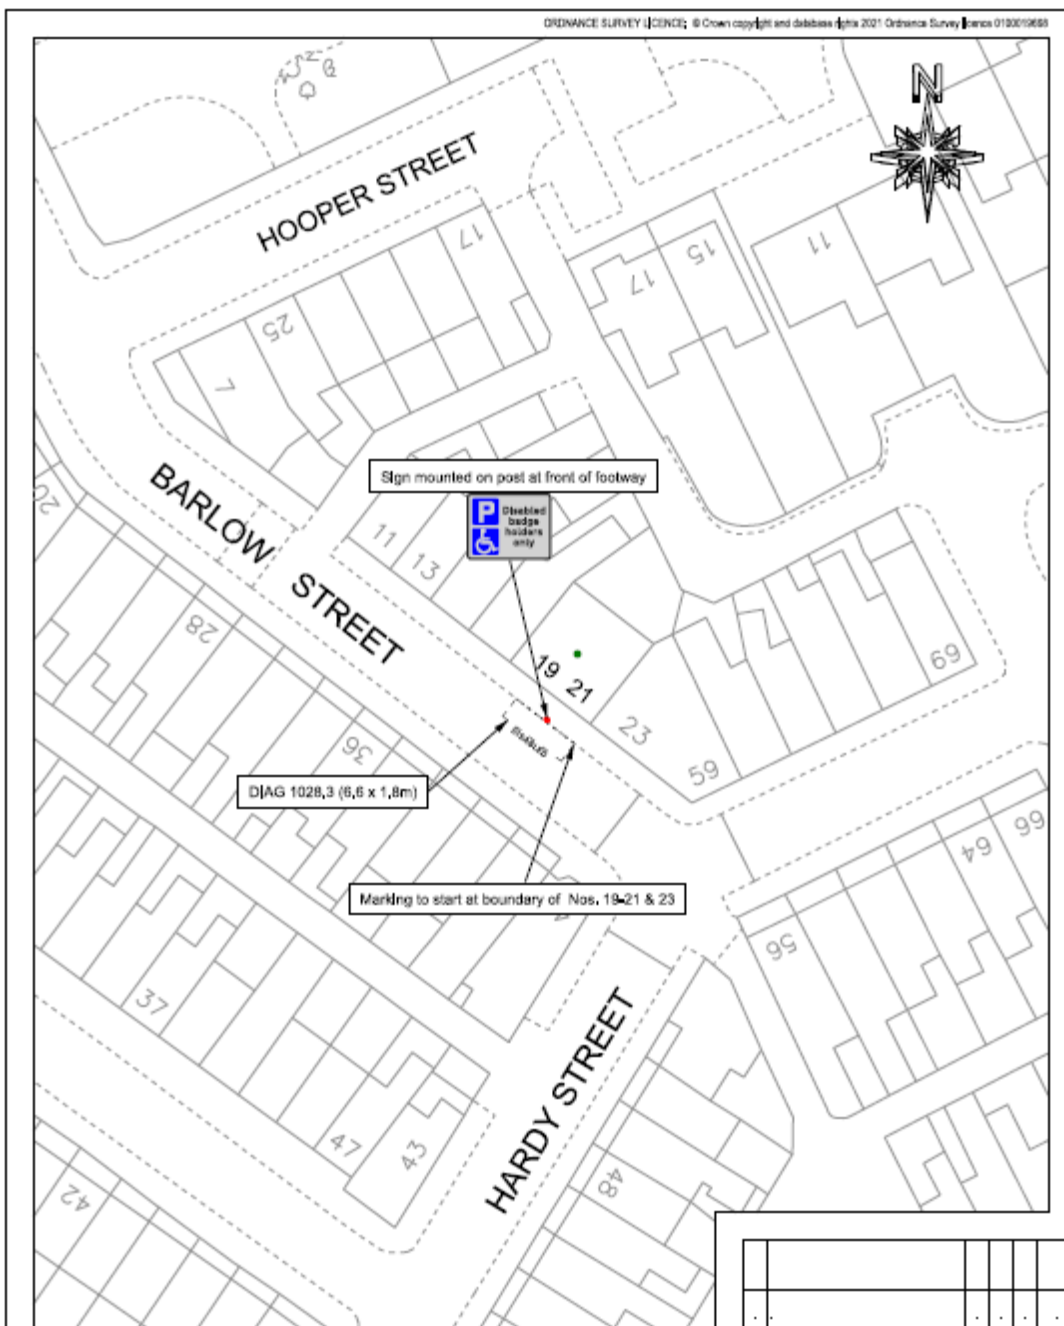 ORDNANCE SURVEY LICENCE; © Crown copyright and database rights 2021 Ordnance Survey licence 0100019668
N
HOOPER STREET
17
25
7
17
15
11
BARLOW STREET
20
Sign mounted on post at front of footway
P
Disabled
badge
holders
only
11
13
28
19
21
23
59
69
36
DISABLED
DIAG 1028.3 (6.6 x 1.8m)
Marking to start at boundary of Nos. 19-21 & 23
66
64
56
37
47
43
42
HARDY STREET
48